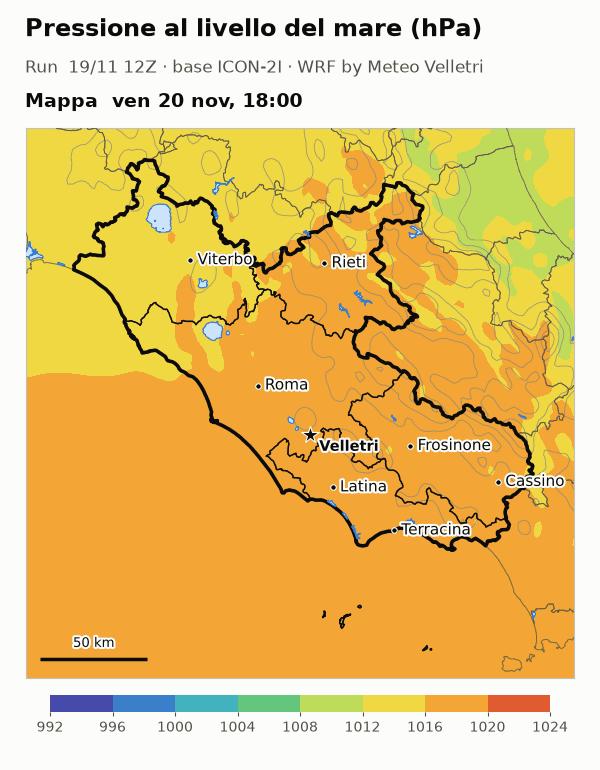 Pressione al livello del mare (hPa)
Run  19/11 12Z · base ICON-2I · WRF by Meteo Velletri
Mappa  ven 20 nov, 18:00
Viterbo
Rieti
Roma
Velletri
Frosinone
Latina
Cassino
Terracina
50 km
992 996 1000 1004 1008 1012 1016 1020 1024